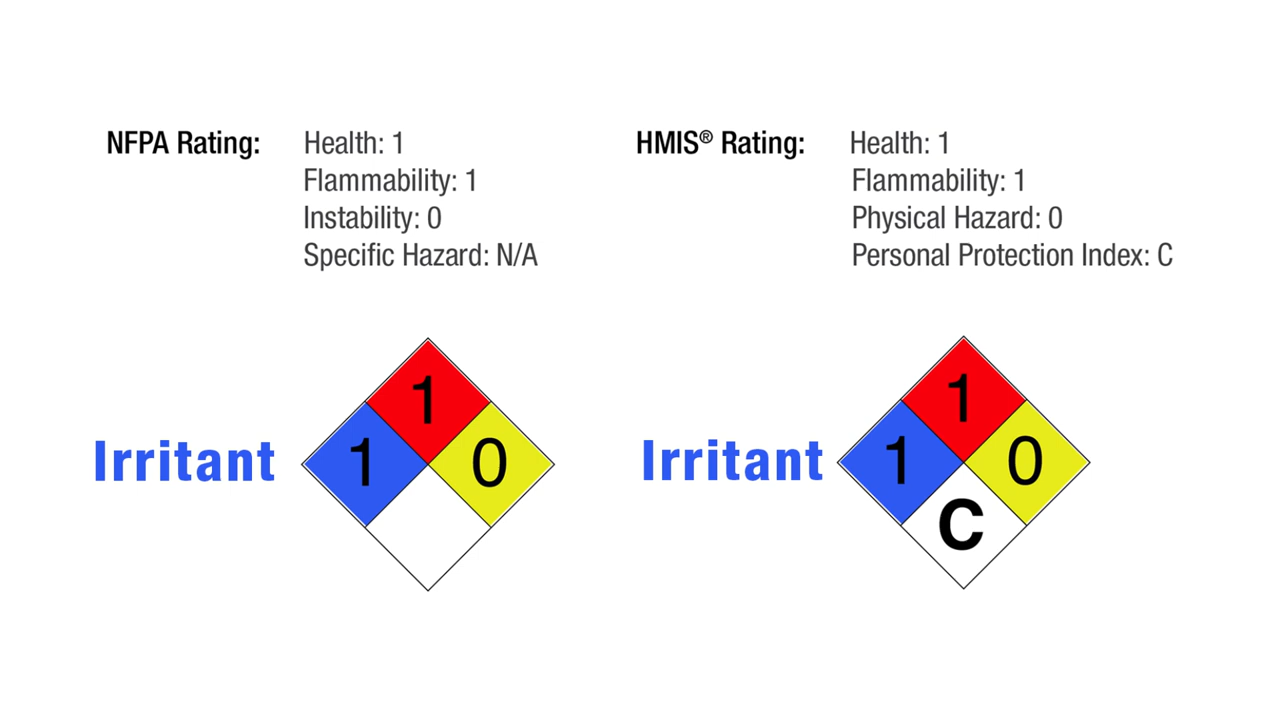 NFPA Rating: Health: 1
Flammability: 1
Instability: 0
Specific Hazard: N/A
HMIS® Rating: Health: 1
Flammability: 1
Physical Hazard: 0
Personal Protection Index: C
Irritant
1
1 0
Irritant
1
1 0
C